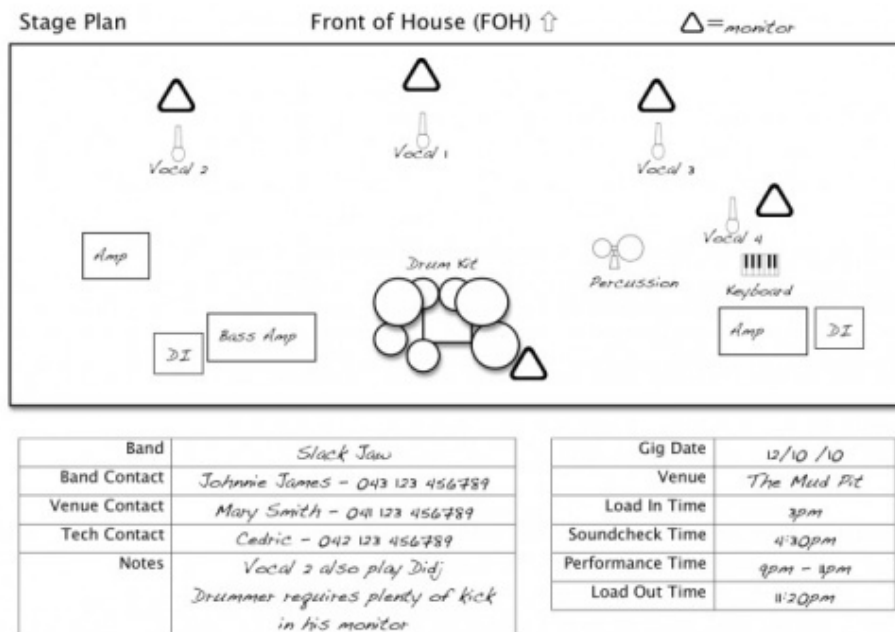 Stage Plan Front of House (FOH) ⇧ △=monitor
Vocal 2 Vocal 1 Vocal 3
Vocal 4
Amp
Drum Kit
Percussion
Keyboard
DI Bass Amp
Amp DI
Band Slack Jaw
Band Contact Johnnie James - 043 123 456789
Venue Contact Mary Smith - 041 123 456789
Tech Contact Cedric - 042 123 456789
Notes Vocal 2 also play Didj
Drummer requires plenty of kick
in his monitor
Gig Date 12/10 /10
Venue The Mud Pit
Load In Time 3pm
Soundcheck Time 4:30pm
Performance Time 9pm - 11pm
Load Out Time 11:20pm